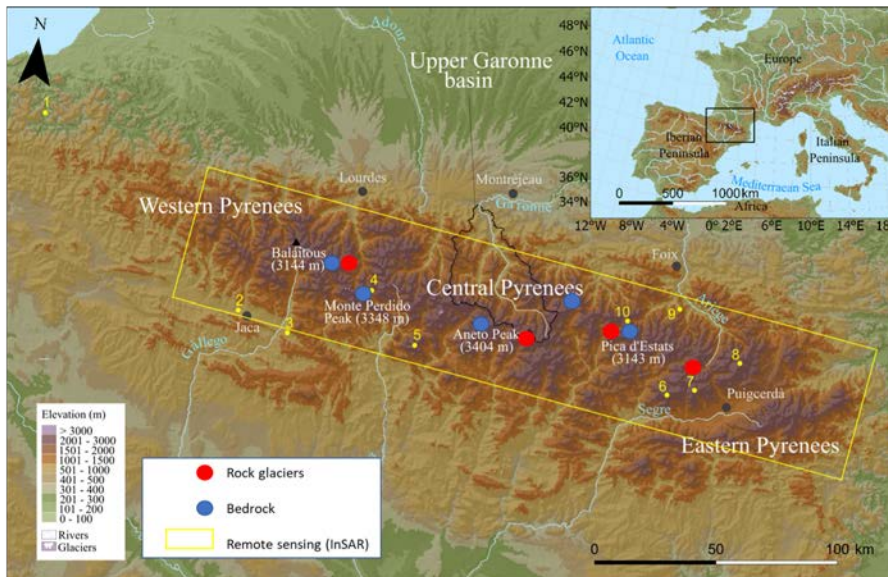 N
Adour
Upper Garonne
basin
1
Lourdes
Montréjeau
Garonne
Western Pyrenees
Balaïtous
(3144 m)
Foix
4
Monte Perdido
Peak (3348 m)
Central Pyrenees
Ariège
2
Jaca
3
Gállego
5
Aneto Peak
(3404 m)
10
9
Pica d'Estats
(3143 m)
8
6
7
Puigcerdà
Segre
Eastern Pyrenees
Atlantic
Ocean
Europe
Iberian
Peninsula
Italian
Peninsula
Mediterranean Sea
Africa
0 500 1000 km
48°N
46°N
44°N
42°N
40°N
36°N
34°N
12°W 8°W 4°W 0° 2°E 6°E 10°E 14°E 18°E
Elevation (m)
> 3000
2001 - 3000
1501 - 2000
1001 - 1500
501 - 1000
401 - 500
301 - 400
201 - 300
101 - 200
0 - 100
Rivers
Glaciers
Rock glaciers
Bedrock
Remote sensing (InSAR)
0 50 100 km